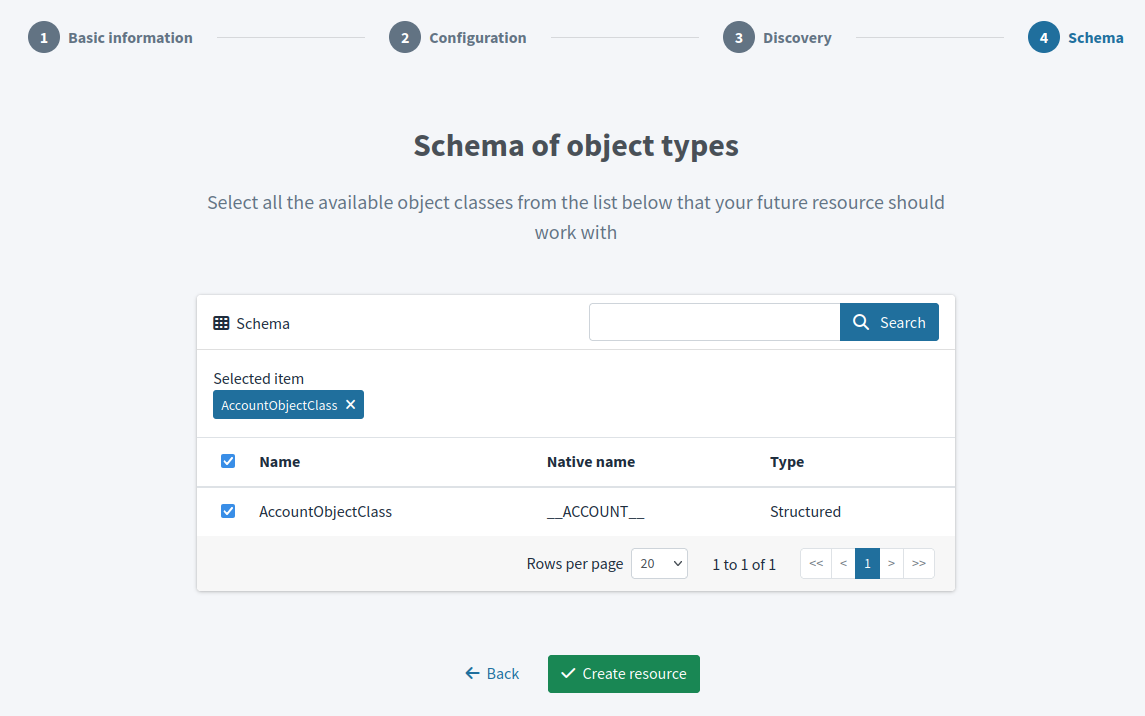 1 Basic information 2 Configuration 3 Discovery 4 Schema
Schema of object types
Select all the available object classes from the list below that your future resource should
work with
Schema Search
Selected item
AccountObjectClass
Name Native name Type
AccountObjectClass __ACCOUNT__ Structured
Rows per page 20 1 to 1 of 1 << < 1 > >>
Back Create resource